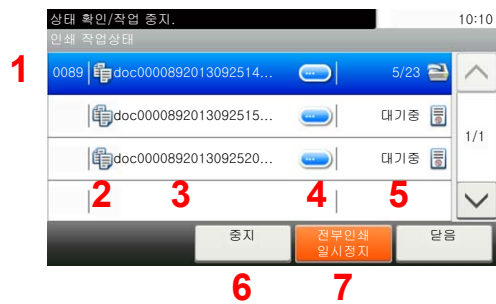 상태 확인/작업 중지. 10:10
인쇄 작업상태
1
0089 doc0000892013092514... ... 5/23
doc0000892013092515... ... 대기중
1/1
doc0000892013092520... ... 대기중
2 3 4 5
중지 전부인쇄 일시정지 닫음
6 7